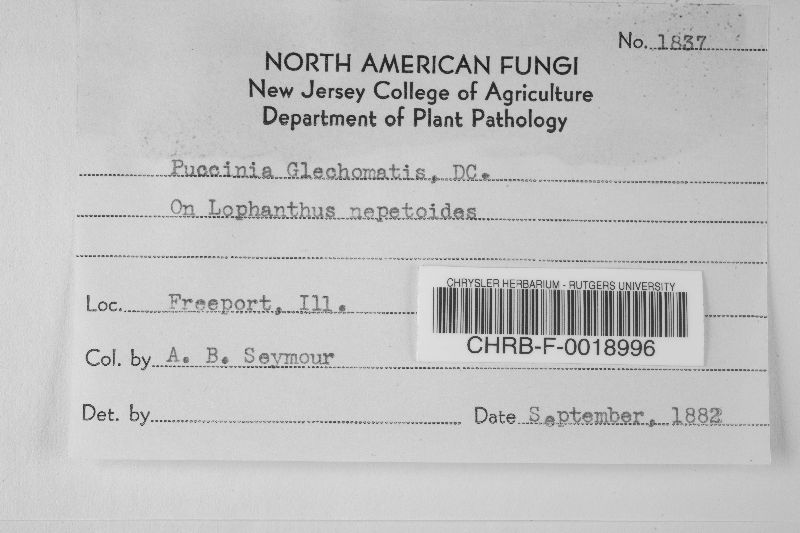 No. 1837
NORTH AMERICAN FUNGI
New Jersey College of Agriculture
Department of Plant Pathology
Puccinia Glechomatis, DC.
On Lophanthus nepetoides
CHRYSLER HERBARIUM - RUTGERS UNIVERSITY
CHRB-F-0018996
Loc. Freeport, Ill.
Col. by A. B. Seymour
Det. by
Date September, 1882